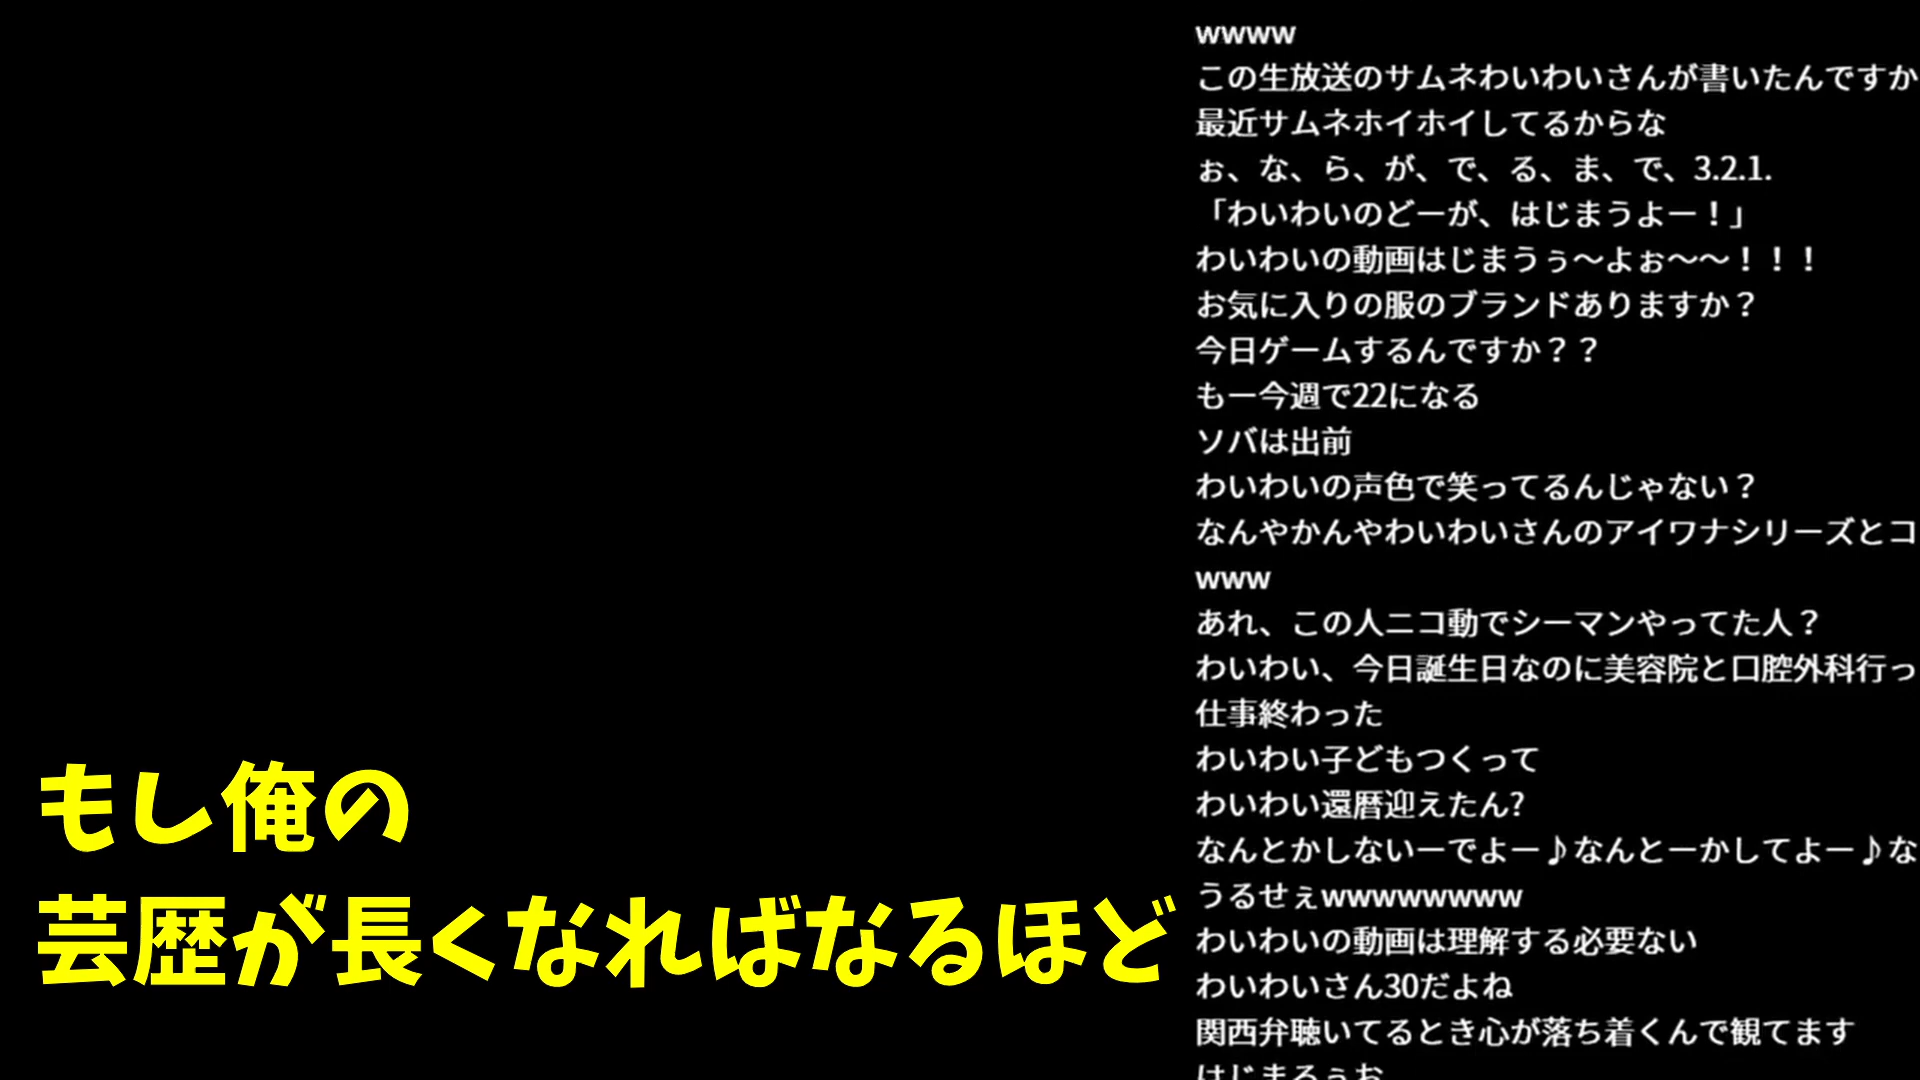 wwww
この生放送のサムネわいわいさんが書いたんですか
最近サムネホイホイしてるからな
ぉ、な、ら、が、で、る、ま、で、3.2.1.
「わいわいのどーが、はじまうよー！」
わいわいの動画はじまうぅ〜よぉ〜〜！！！
お気に入りの服のブランドありますか？
今日ゲームするんですか？？
もー今週で22になる
ソバは出前
わいわいの声色で笑ってるんじゃない？
なんやかんやわいわいさんのアイワナシリーズとコ
www
あれ、この人ニコ動でシーマンやってた人？
わいわい、今日誕生日なのに美容院と口腔外科行っ
仕事終わった
わいわい子どもつくって
わいわい還暦迎えたん?
なんとかしないーでよー♪なんとーかしてよー♪な
うるせぇwwwwwwww
わいわいの動画は理解する必要ない
わいわいさん30だよね
関西弁聴いてるとき心が落ち着くんで観てます
はじまるぅお
もし俺の
芸歴が長くなればなるほど